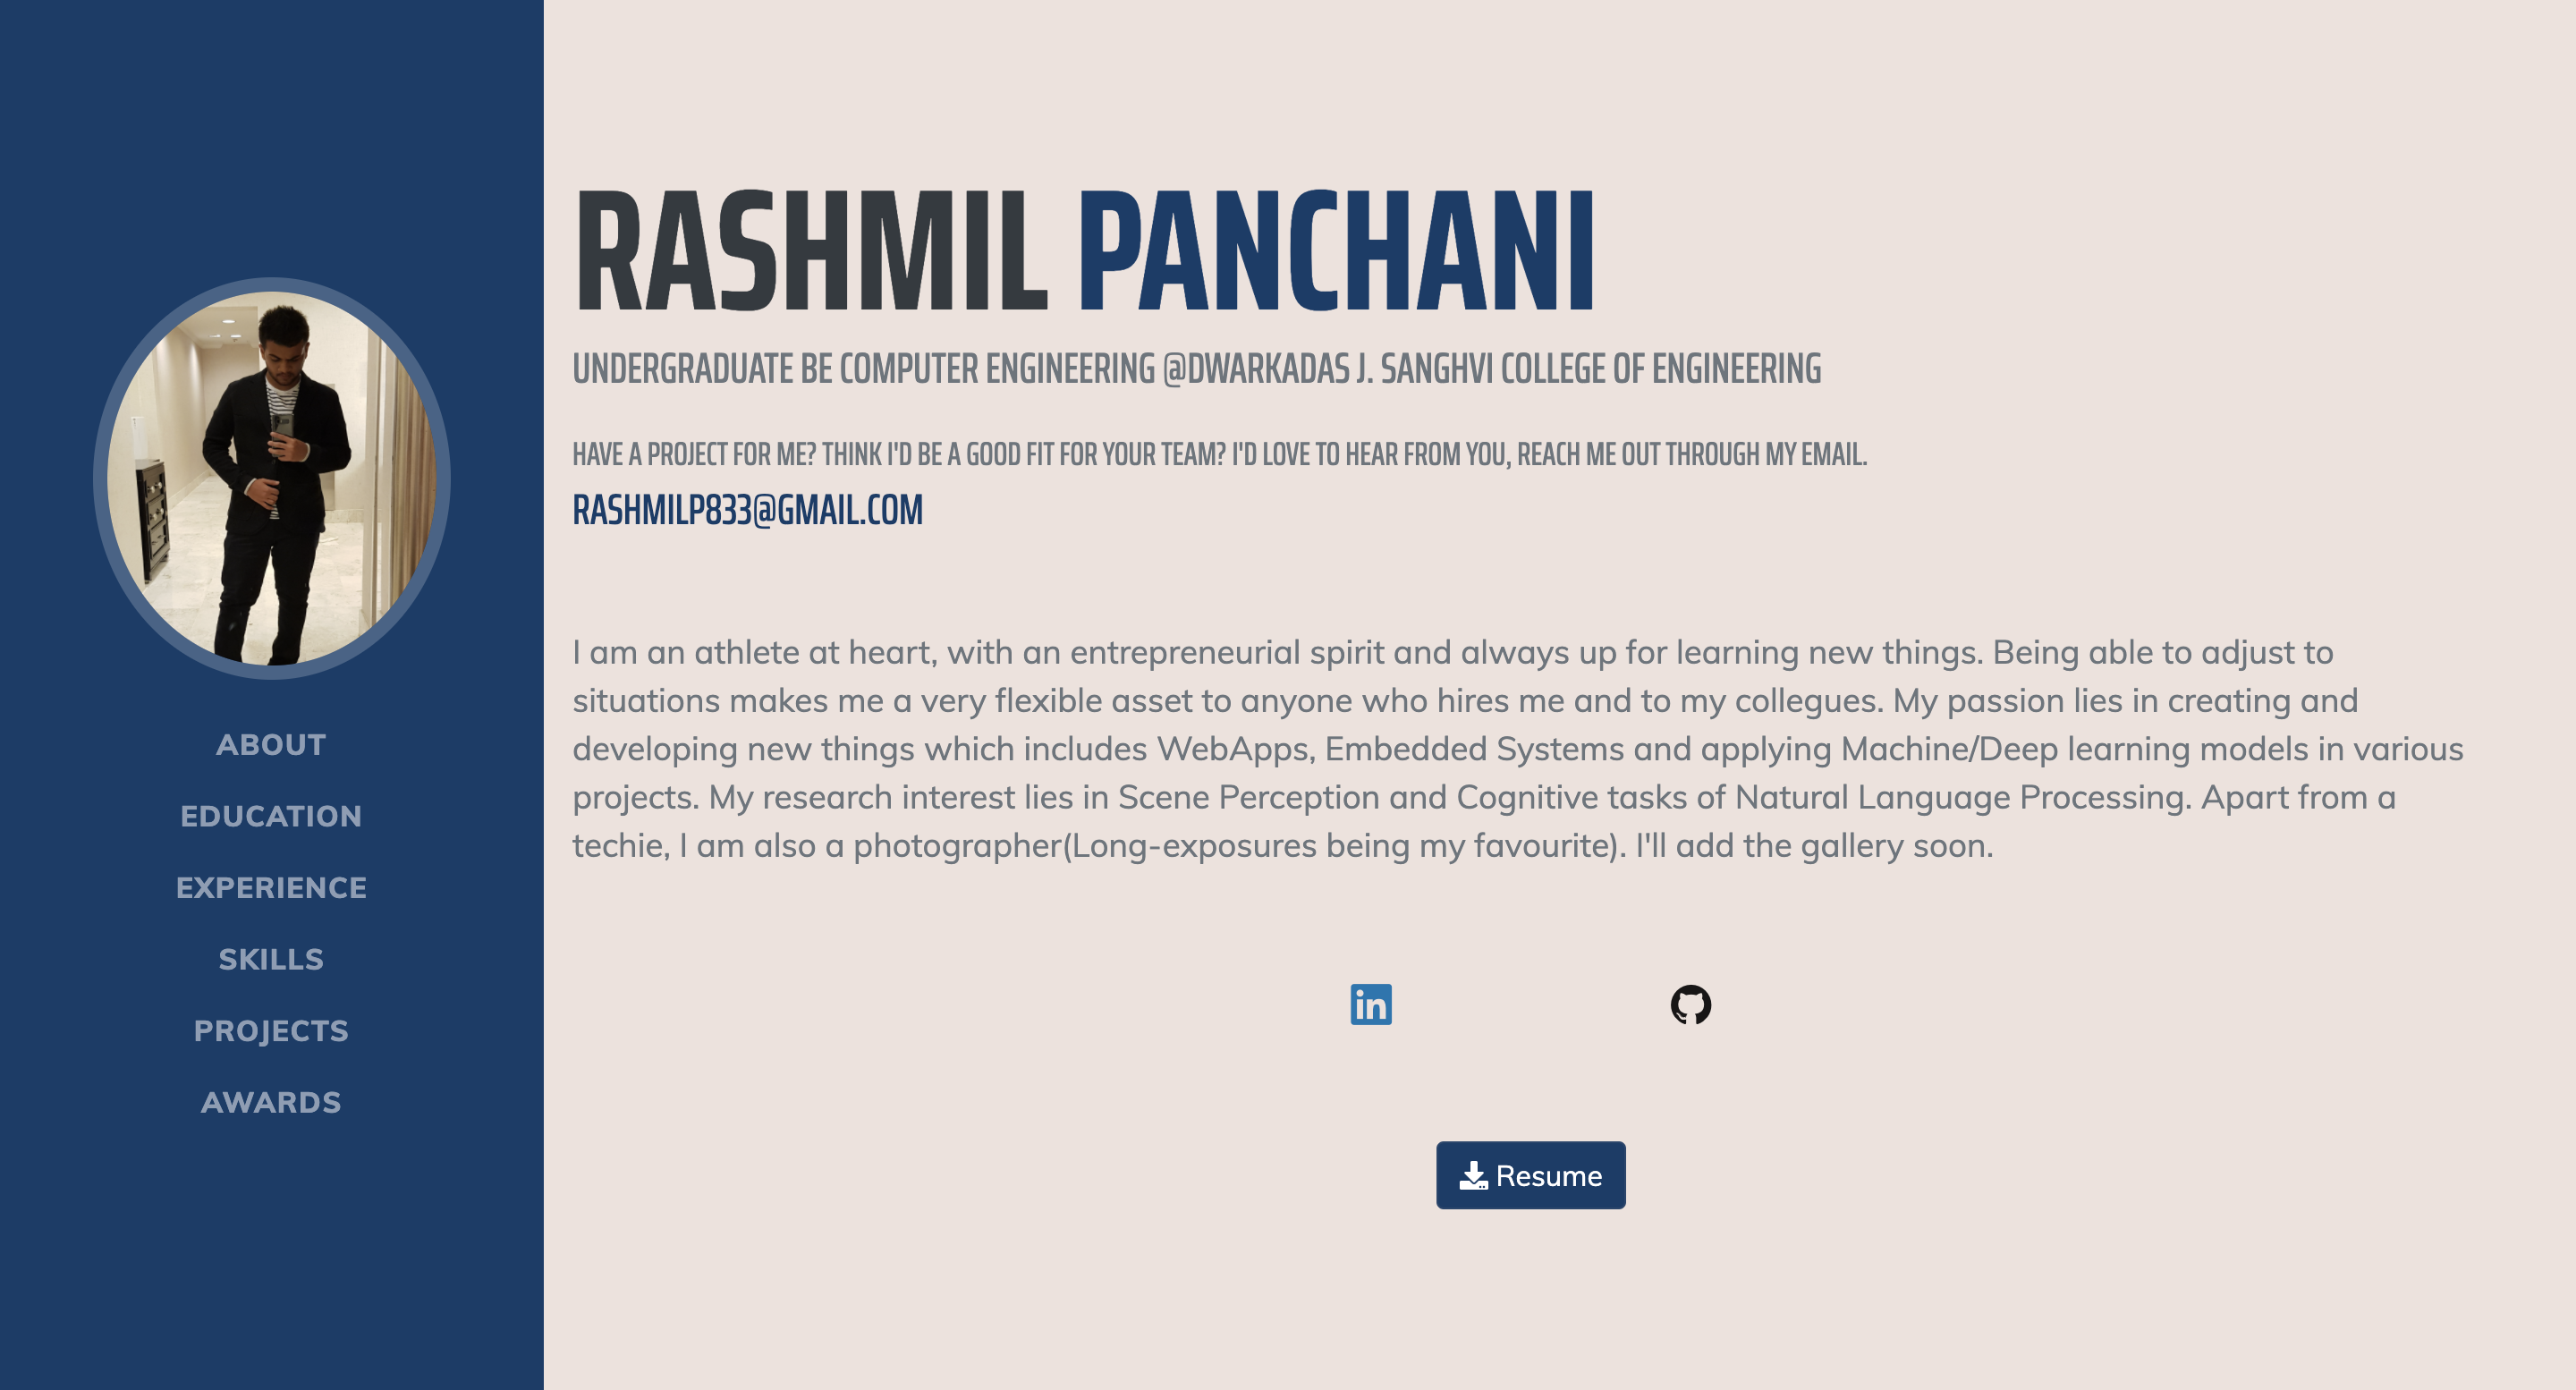 ABOUT
EDUCATION
EXPERIENCE
SKILLS
PROJECTS
AWARDS
RASHMIL PANCHANI
UNDERGRADUATE BE COMPUTER ENGINEERING @DWARKADAS J. SANGHVI COLLEGE OF ENGINEERING
HAVE A PROJECT FOR ME? THINK I'D BE A GOOD FIT FOR YOUR TEAM? I'D LOVE TO HEAR FROM YOU, REACH ME OUT THROUGH MY EMAIL.
RASHMILP833@GMAIL.COM
I am an athlete at heart, with an entrepreneurial spirit and always up for learning new things. Being able to adjust to
situations makes me a very flexible asset to anyone who hires me and to my collegues. My passion lies in creating and
developing new things which includes WebApps, Embedded Systems and applying Machine/Deep learning models in various
projects. My research interest lies in Scene Perception and Cognitive tasks of Natural Language Processing. Apart from a
techie, I am also a photographer(Long-exposures being my favourite). I'll add the gallery soon.
in
Resume